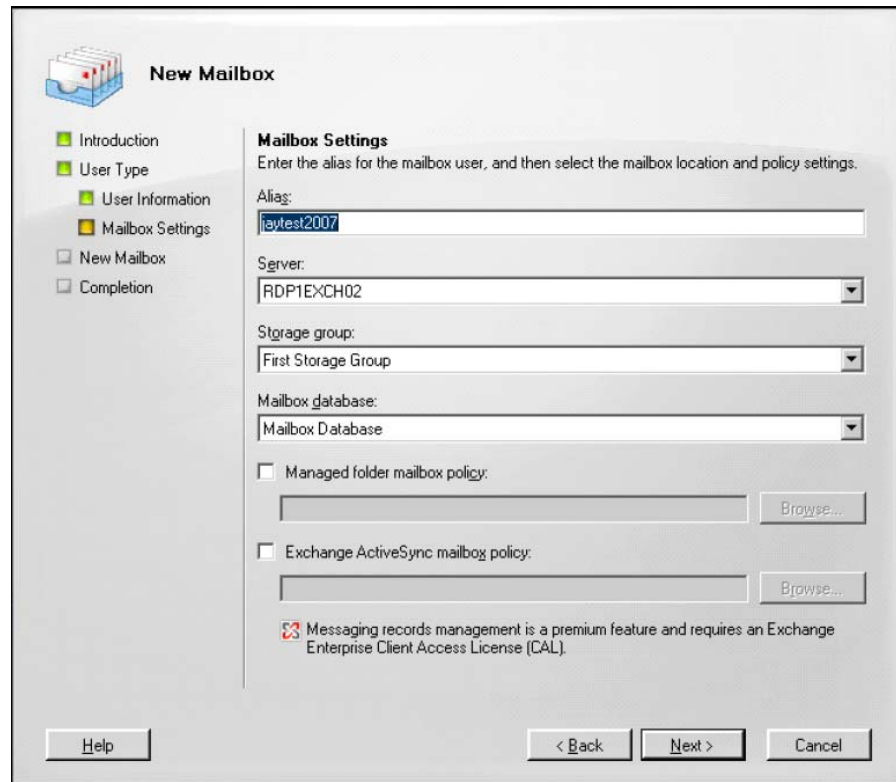 New Mailbox
Introduction
User Type
User Information
Mailbox Settings
New Mailbox
Completion
Mailbox Settings
Enter the alias for the mailbox user, and then select the mailbox location and policy settings.
Alias:
jaytest2007
Server:
RDP1EXCH02
Storage group:
First Storage Group
Mailbox database:
Mailbox Database
Managed folder mailbox policy:
Browse...
Exchange ActiveSync mailbox policy:
Browse...
Messaging records management is a premium feature and requires an Exchange
Enterprise Client Access License (CAL).
Help
< Back
Next >
Cancel